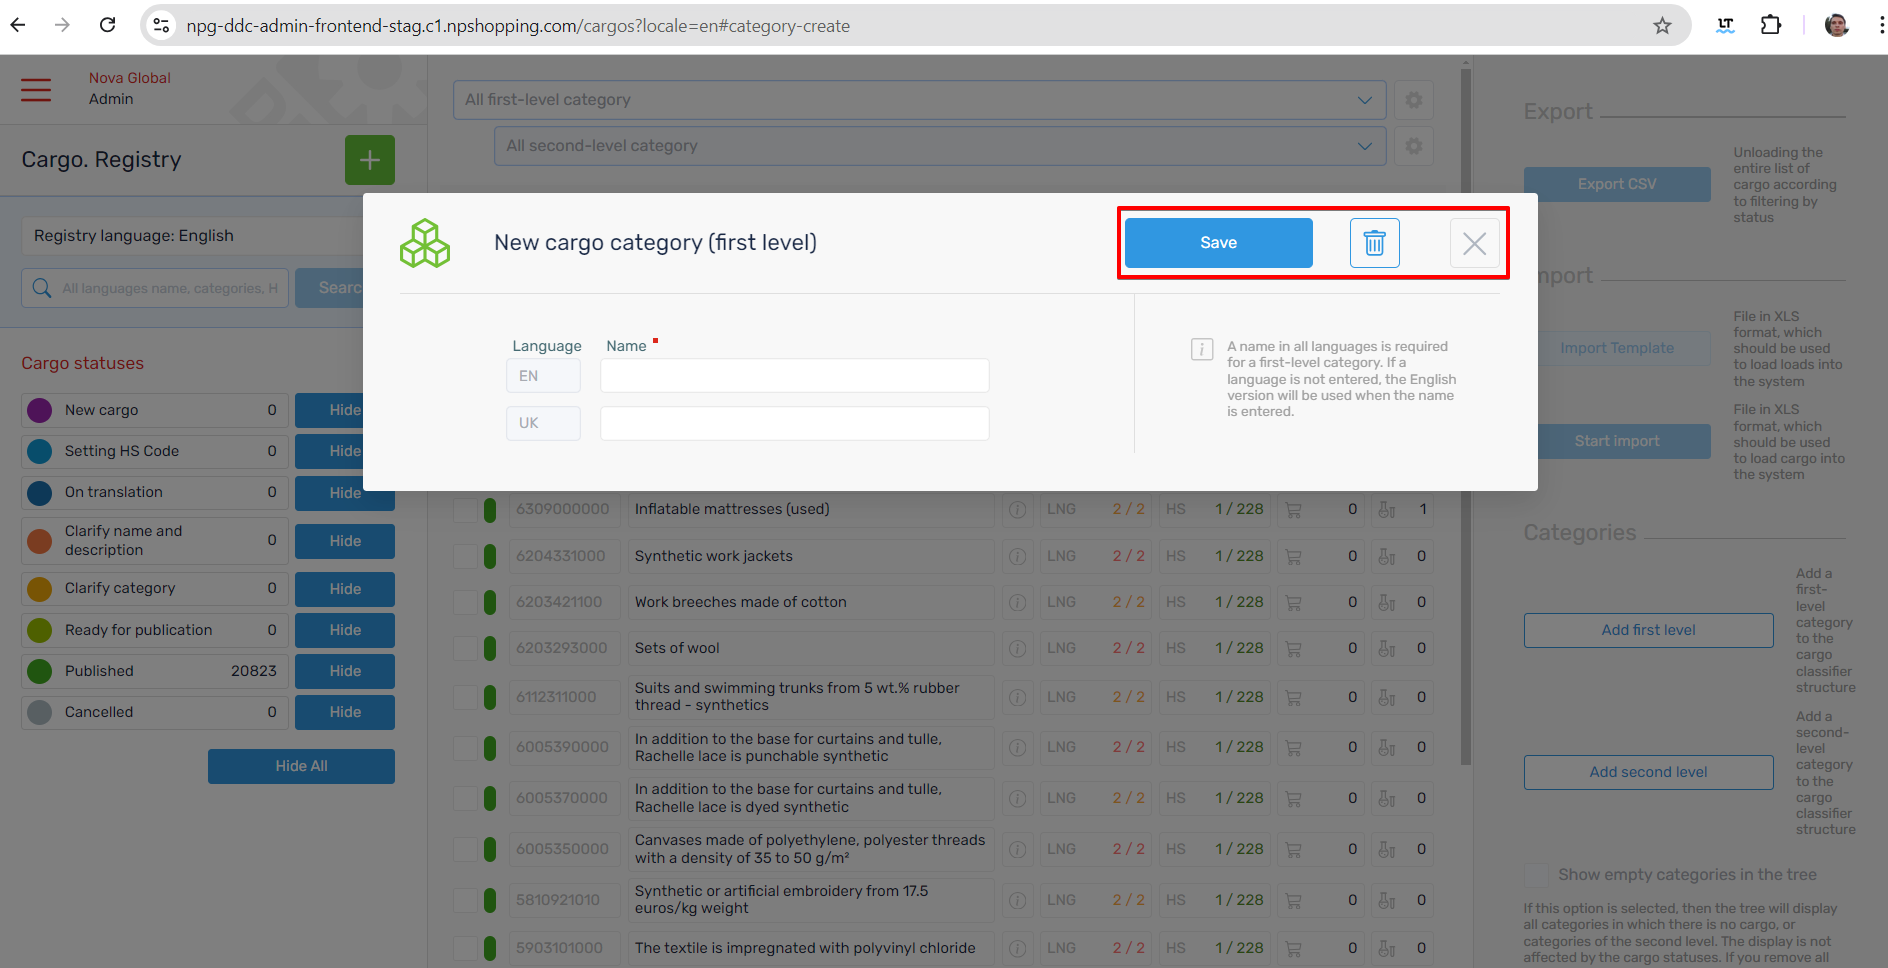 npg-ddc-admin-frontend-stag.c1.npshopping.com/cargos?locale=en#category-create
LT
Nova Global
Admin
Cargo. Registry
Registry language: English
All languages name, categories, H
Searc
Cargo statuses
New cargo 0 Hide
Setting HS Code 0 Hide
On translation 0 Hide
Clarify name and
description 0 Hide
Clarify category 0 Hide
Ready for publication 0 Hide
Published 20823 Hide
Cancelled 0 Hide
Hide All
All first-level category
All second-level category
New cargo category (first level)
Save
Language Name
EN
UK
A name in all languages is required
for a first-level category. If a
language is not entered, the English
version will be used when the name
is entered.
6309000000 Inflatable mattresses (used) LNG 2 / 2 HS 1 / 228 0 1
6204331000 Synthetic work jackets LNG 2 / 2 HS 1 / 228 0 0
6203421100 Work breeches made of cotton LNG 2 / 2 HS 1 / 228 0 0
6203293000 Sets of wool LNG 2 / 2 HS 1 / 228 0 0
6112311000 Suits and swimming trunks from 5 wt.% rubber
thread - synthetics LNG 2 / 2 HS 1 / 228 0 0
6005390000 In addition to the base for curtains and tulle,
Rachelle lace is punchable synthetic LNG 2 / 2 HS 1 / 228 0 0
6005370000 In addition to the base for curtains and tulle,
Rachelle lace is dyed synthetic LNG 2 / 2 HS 1 / 228 0 0
6005350000 Canvases made of polyethylene, polyester threads
with a density of 35 to 50 g/m² LNG 2 / 2 HS 1 / 228 0 0
5810921010 Synthetic or artificial embroidery from 17.5
euros/kg weight LNG 2 / 2 HS 1 / 228 0 0
5903101000 The textile is impregnated with polyvinyl chloride LNG 2 / 2 HS 1 / 228 0 0
Export
Export CSV
Unloading the
entire list of
cargo according
to filtering by
status
mport
Import Template
File in XLS
format, which
should be used
to load loads into
the system
Start import
File in XLS
format, which
should be used
to load cargo into
the system
Categories
Add first level
Add a
first-
level
category
to the
cargo
classifier
structure
Add second level
Add a
second-
level
category
to the
cargo
classifier
structure
Show empty categories in the tree
If this option is selected, then the tree will display
all categories in which there is no cargo, or
categories of the second level. The display is not
affected by the cargo statuses. If you remove all